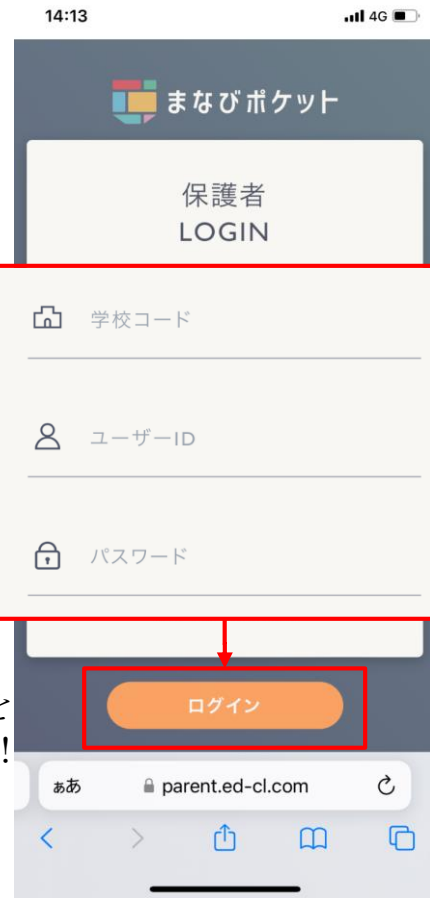 14:13
4G
まなびポケット
保護者
LOGIN
学校コード
ユーザーID
パスワード
ログイン
!
ぁあ
parent.ed-cl.com